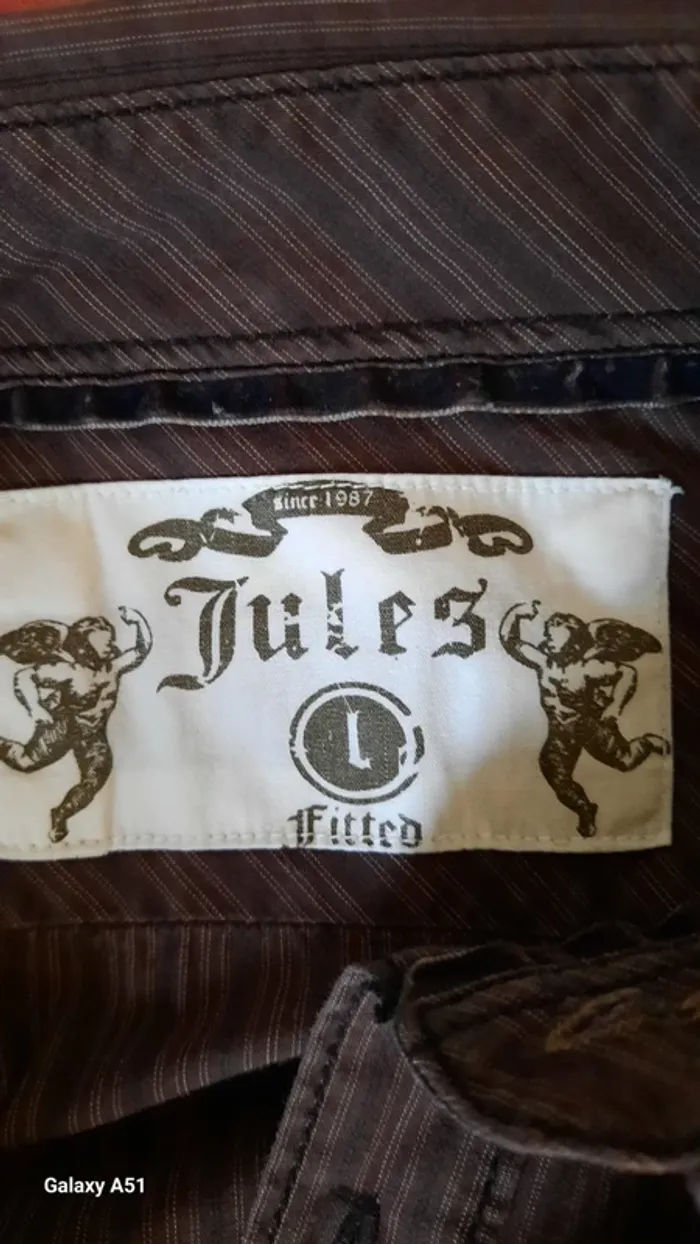 since 1987
Jules
L
Fitted
Galaxy A51